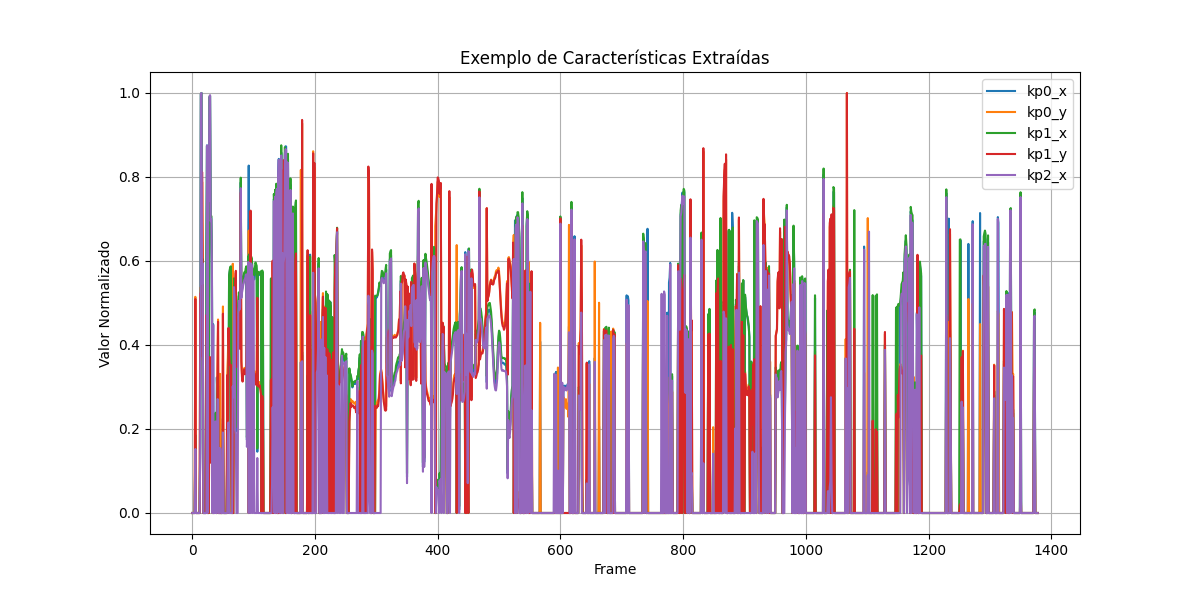 Exemplo de Características Extraídas
kp0_x
kp0_y
kp1_x
kp1_y
kp2_x
Valor Normalizado
1.0
0.8
0.6
0.4
0.2
0.0
0 200 400 600 800 1000 1200 1400
Frame